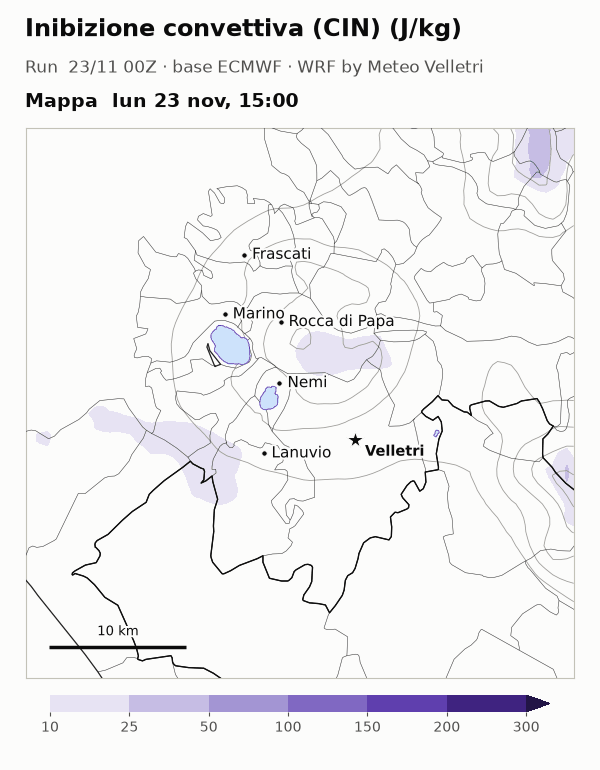 Inibizione convettiva (CIN) (J/kg)
Run  23/11 00Z · base ECMWF · WRF by Meteo Velletri
Mappa  lun 23 nov, 15:00
Frascati
Marino
Rocca di Papa
Nemi
Velletri
Lanuvio
10 km
10 25 50 100 150 200 300